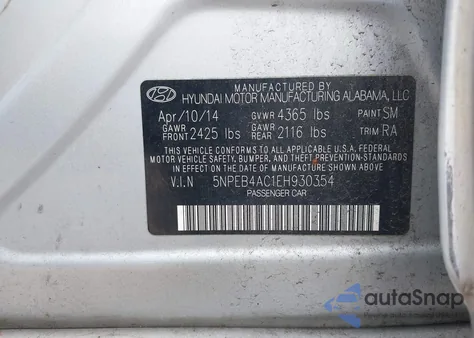 MANUFACTURED BY
HYUNDAI MOTOR MANUFACTURING ALABAMA, LLC
Apr/10/14 GVWR 4365 lbs PAINT SM
GAWR FRT 2425 lbs GAWR RR 2116 lbs TRIM RA
THIS VEHICLE CONFORMS TO ALL APPLICABLE U.S.A. FEDERAL
MOTOR VEHICLE SAFETY, BUMPER, AND THEFT PREVENTION STANDARDS
IN EFFECT ON THE DATE OF MANUFACTURE SHOWN ABOVE
V.I.N 5NPEB4AC1EH930354
PASSENGER CAR
autoSnap